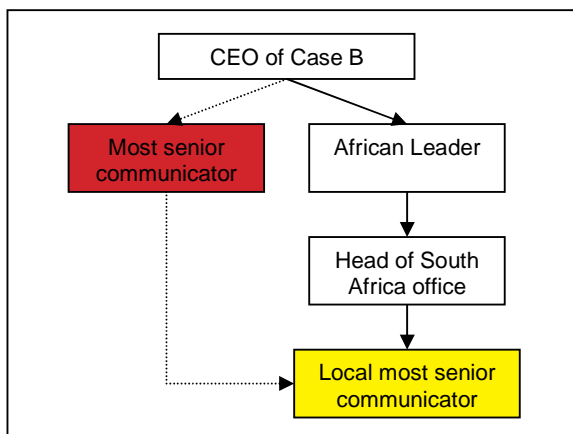 CEO of Case B
Most senior
communicator
African Leader
Head of South
Africa office
Local most senior
communicator